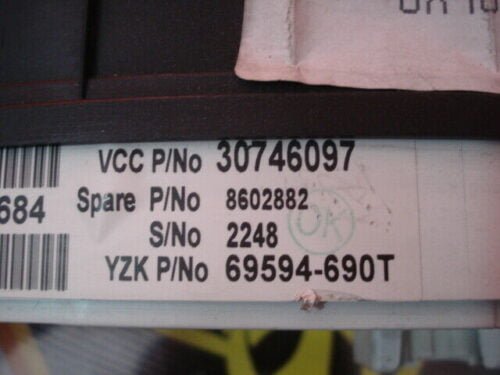 VCC P/No 30746097
684
Spare P/No 8602882
OK
S/No 2248
YZK P/No 69594-690T